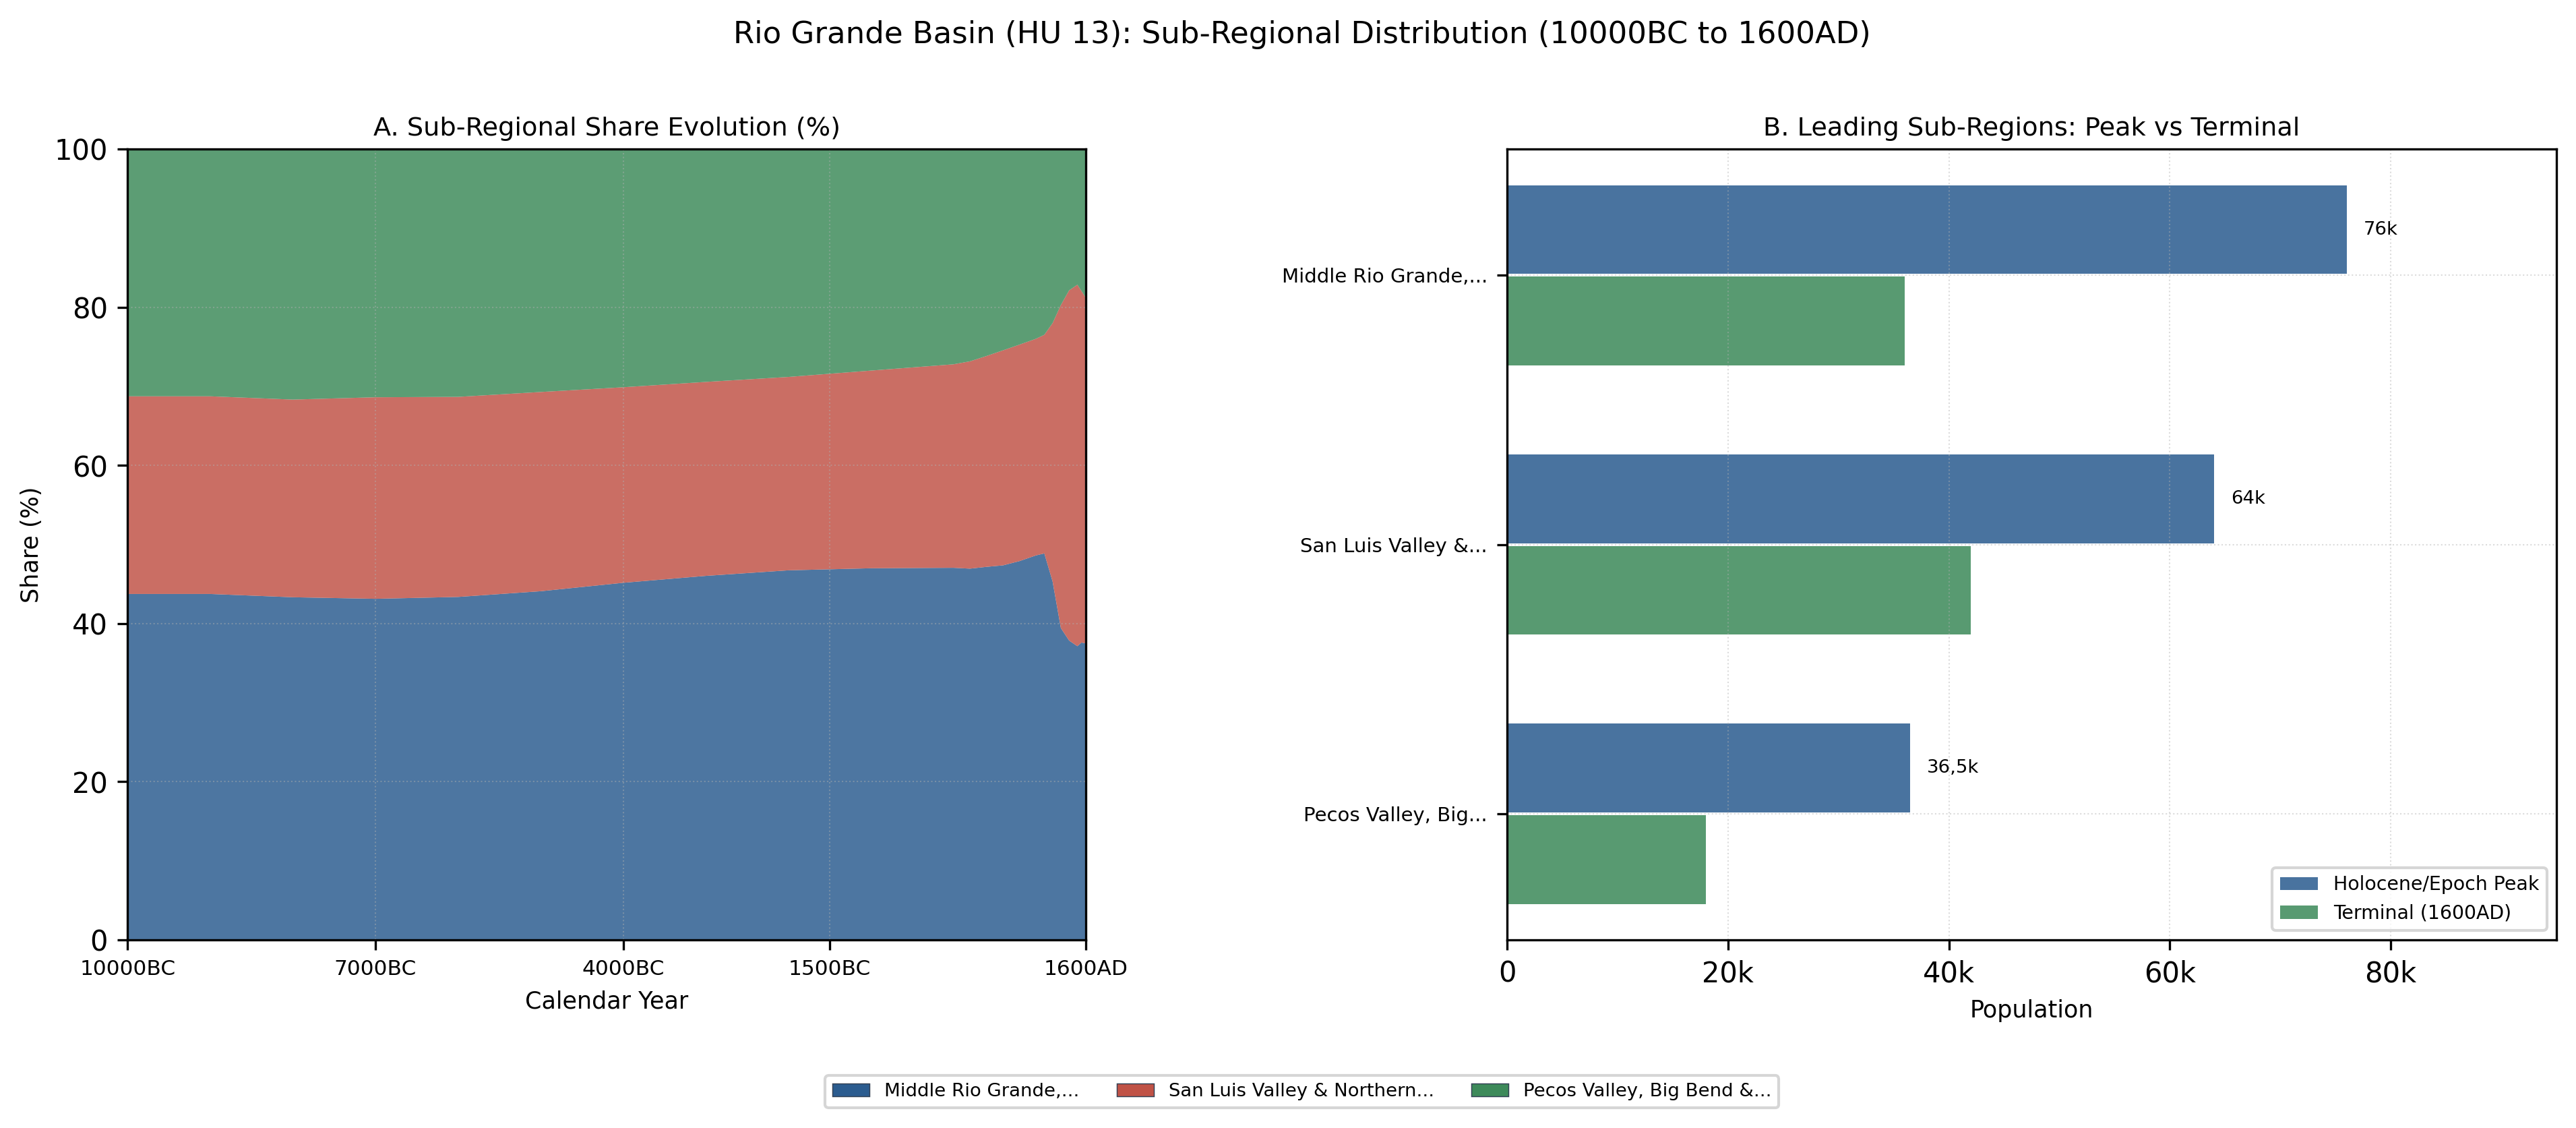 Rio Grande Basin (HU 13): Sub-Regional Distribution (10000BC to 1600AD)
A. Sub-Regional Share Evolution (%)
100
80
60
40
20
0
Share (%)
10000BC
7000BC
4000BC
1500BC
1600AD
Calendar Year
B. Leading Sub-Regions: Peak vs Terminal
Middle Rio Grande,...
San Luis Valley &...
Pecos Valley, Big...
76k
64k
36,5k
Holocene/Epoch Peak
Terminal (1600AD)
0
20k
40k
60k
80k
Population
Middle Rio Grande,...
San Luis Valley & Northern...
Pecos Valley, Big Bend &...